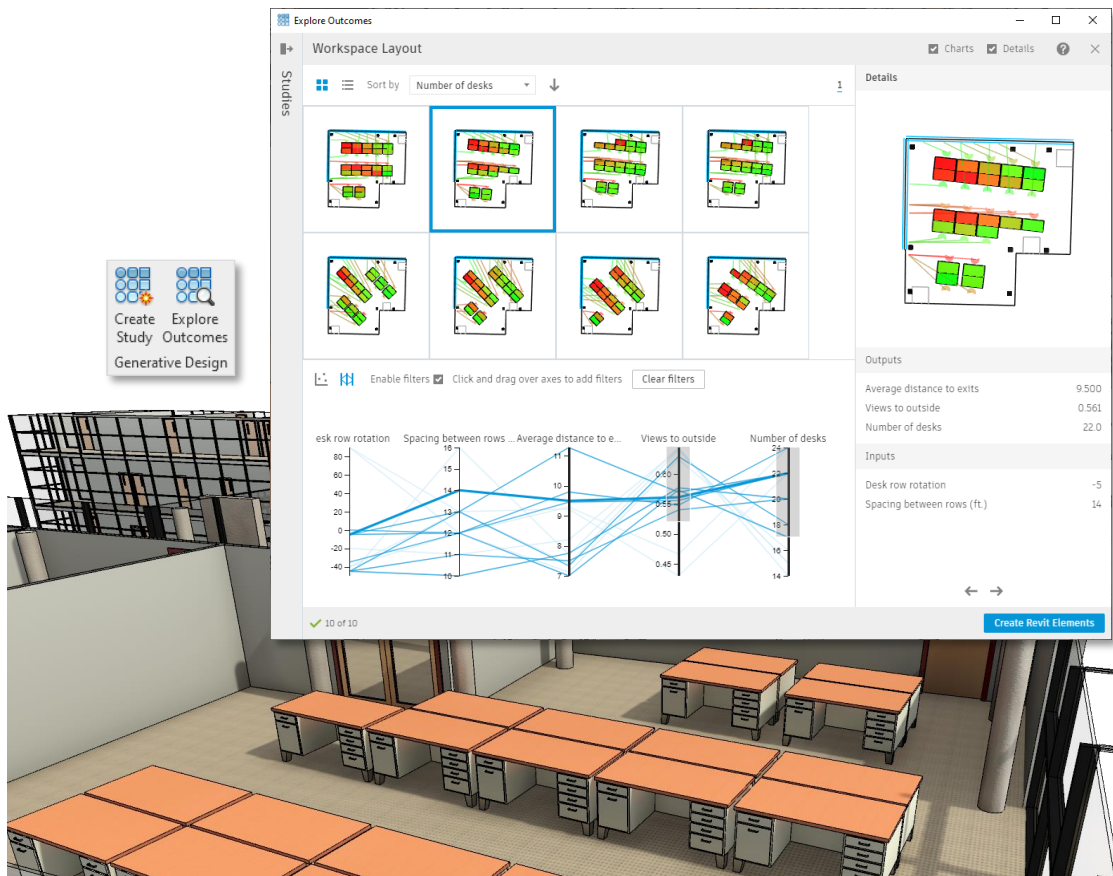 Explore Outcomes
Workspace Layout
Charts
Details
Studies
Sort by
Number of desks
1
Details
Create Study
Explore Outcomes
Generative Design
Outputs
Average distance to exits 9.500
Views to outside 0.561
Number of desks 22.0
Inputs
Desk row rotation -5
Spacing between rows (ft.) 14
Enable filters
Click and drag over axes to add filters
Clear filters
esk row rotation
Spacing between rows ...
Average distance to e...
Views to outside
Number of desks
80
60
40
20
0
-20
-40
16
15
14
13
12
11
10
11
10
9
8
7
0.60
0.55
0.50
0.45
24
22
20
18
16
14
10 of 10
Create Revit Elements